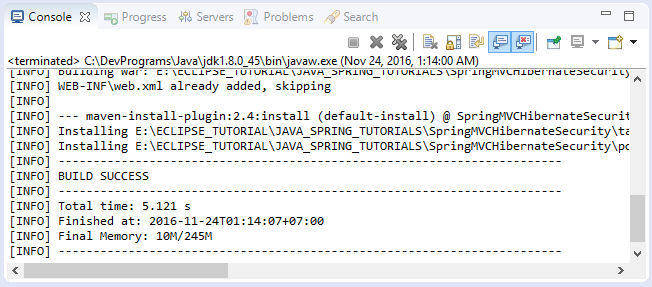 Console Progress Servers Problems Search
<terminated> C:\DevPrograms\Java\jdk1.8.0_45\bin\javaw.exe (Nov 24, 2016, 1:14:00 AM)
[INFO] Building war: E:\ECLIPSE_TUTORIAL\JAVA_SPRING_TUTORIALS\SpringMVCHibernateSecurity
[INFO] WEB-INF\web.xml already added, skipping
[INFO]
[INFO] --- maven-install-plugin:2.4:install (default-install) @ SpringMVCHibernateSecurit
[INFO] Installing E:\ECLIPSE_TUTORIAL\JAVA_SPRING_TUTORIALS\SpringMVCHibernateSecurity\ta
[INFO] Installing E:\ECLIPSE_TUTORIAL\JAVA_SPRING_TUTORIALS\SpringMVCHibernateSecurity\po
[INFO] ------------------------------------------------------------------------
[INFO] BUILD SUCCESS
[INFO] ------------------------------------------------------------------------
[INFO] Total time: 5.121 s
[INFO] Finished at: 2016-11-24T01:14:07+07:00
[INFO] Final Memory: 10M/245M
[INFO] ------------------------------------------------------------------------